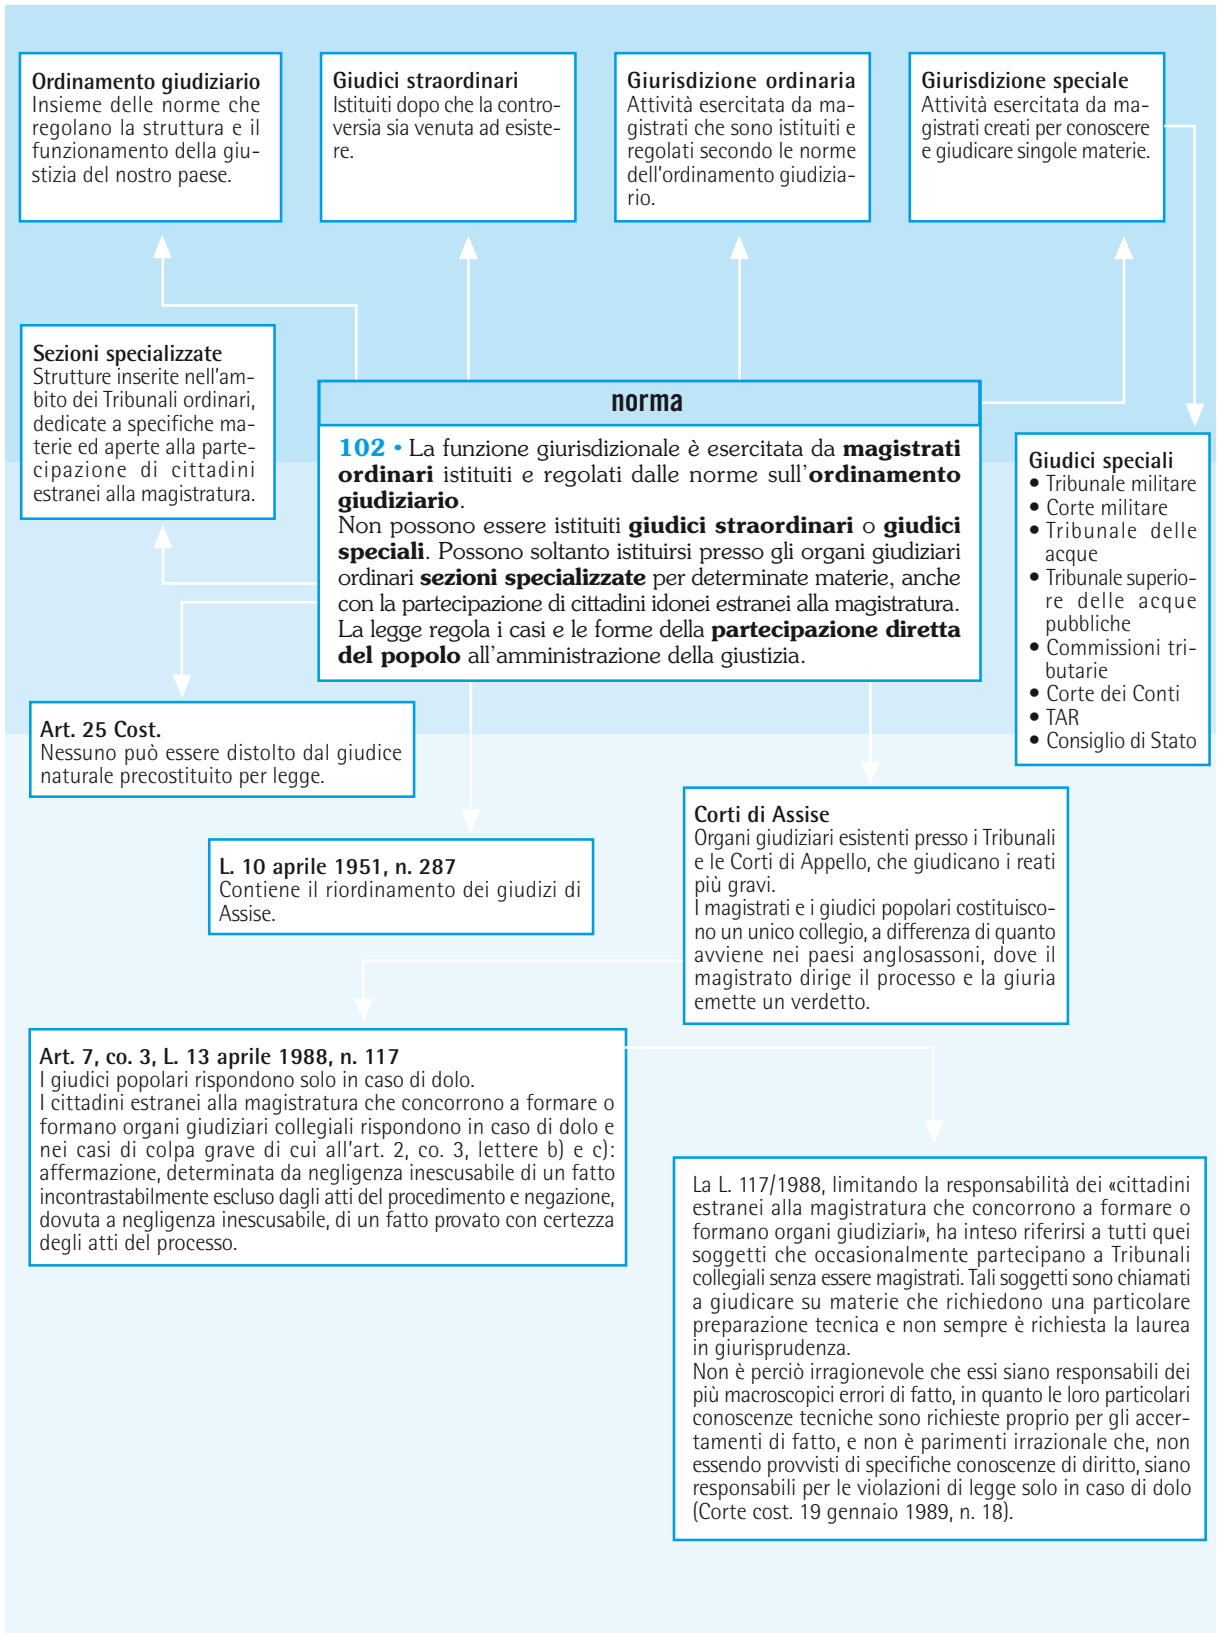 Ordinamento giudiziario
Insieme delle norme che
regolano la struttura e il
funzionamento della giu-
stizia del nostro paese.
Giudici straordinari
Istituiti dopo che la contro-
versia sia venuta ad esiste-
re.
Giurisdizione ordinaria
Attività esercitata da ma-
gistrati che sono istituiti e
regolati secondo le norme
dell'ordinamento giudizia-
rio.
Giurisdizione speciale
Attività esercitata da ma-
gistrati creati per conoscere
e giudicare singole materie.
Sezioni specializzate
Strutture inserite nell'am-
bito dei Tribunali ordinari,
dedicate a specifiche ma-
terie ed aperte alla parte-
cipazione di cittadini
estranei alla magistratura.
norma
102 • La funzione giurisdizionale è esercitata da magistrati
ordinari istituiti e regolati dalle norme sull'ordinamento
giudiziario.
Non possono essere istituiti giudici straordinari o giudici
speciali. Possono soltanto istituirsi presso gli organi giudiziari
ordinari sezioni specializzate per determinate materie, anche
con la partecipazione di cittadini idonei estranei alla magistratura.
La legge regola i casi e le forme della partecipazione diretta
del popolo all'amministrazione della giustizia.
Giudici speciali
• Tribunale militare
• Corte militare
• Tribunale delle
acque
• Tribunale superio-
re delle acque
pubbliche
• Commissioni tri-
butarie
• Corte dei Conti
• TAR
• Consiglio di Stato
Art. 25 Cost.
Nessuno può essere distolto dal giudice
naturale precostituito per legge.
L. 10 aprile 1951, n. 287
Contiene il riordinamento dei giudizi di
Assise.
Corti di Assise
Organi giudiziari esistenti presso i Tribunali
e le Corti di Appello, che giudicano i reati
più gravi.
I magistrati e i giudici popolari costituisco-
no un unico collegio, a differenza di quanto
avviene nei paesi anglosassoni, dove il
magistrato dirige il processo e la giuria
emette un verdetto.
Art. 7, co. 3, L. 13 aprile 1988, n. 117
I giudici popolari rispondono solo in caso di dolo.
I cittadini estranei alla magistratura che concorrono a formare o
formano organi giudiziari collegiali rispondono in caso di dolo e
nei casi di colpa grave di cui all'art. 2, co. 3, lettere b) e c):
affermazione, determinata da negligenza inescusabile di un fatto
incontrastabilmente escluso dagli atti del procedimento e negazione,
dovuta a negligenza inescusabile, di un fatto provato con certezza
degli atti del processo.
La L. 117/1988, limitando la responsabilità dei «cittadini
estranei alla magistratura che concorrono a formare o
formano organi giudiziari», ha inteso riferirsi a tutti quei
soggetti che occasionalmente partecipano a Tribunali
collegiali senza essere magistrati. Tali soggetti sono chiamati
a giudicare su materie che richiedono una particolare
preparazione tecnica e non sempre è richiesta la laurea
in giurisprudenza.
Non è perciò irragionevole che essi siano responsabili dei
più macroscopici errori di fatto, in quanto le loro particolari
conoscenze tecniche sono richieste proprio per gli accer-
tamenti di fatto, e non è parimenti irrazionale che, non
essendo provvisti di specifiche conoscenze di diritto, siano
responsabili per le violazioni di legge solo in caso di dolo
(Corte cost. 19 gennaio 1989, n. 18).